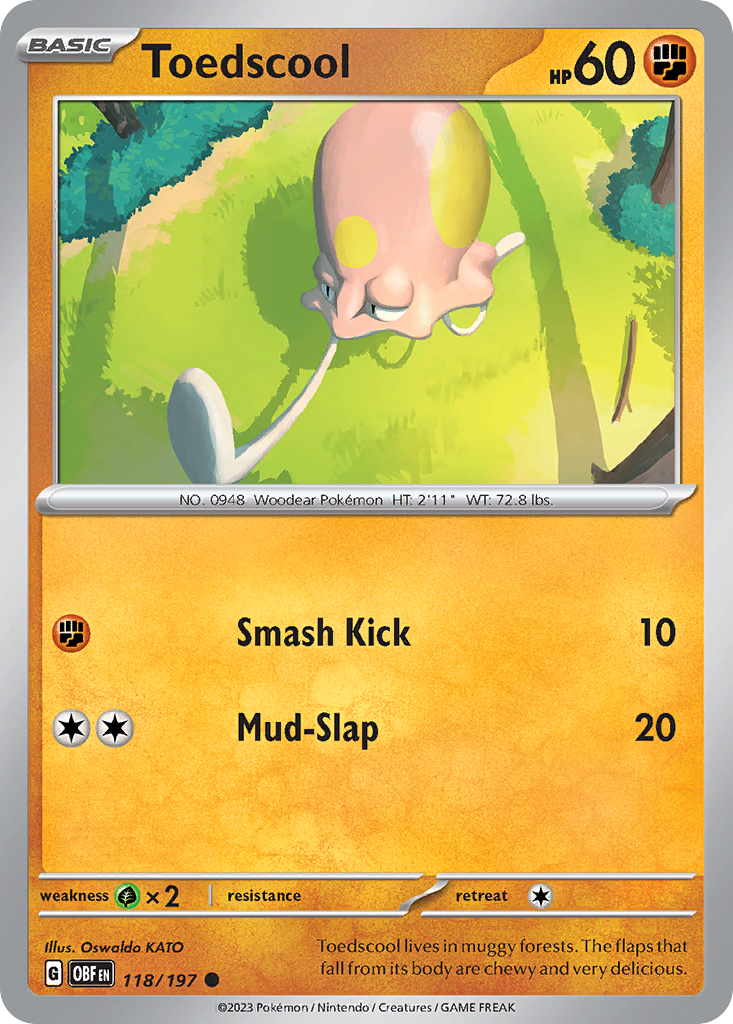 BASIC
Toedscool
HP 60
NO. 0948 Woodear Pokémon HT: 2'11" WT: 72.8 lbs.
Smash Kick 10
Mud-Slap 20
weakness ×2 resistance retreat
Illus. Oswaldo KATO
Toedscool lives in muggy forests. The flaps that
fall from its body are chewy and very delicious.
G OBF EN 118/197
©2023 Pokémon / Nintendo / Creatures / GAME FREAK